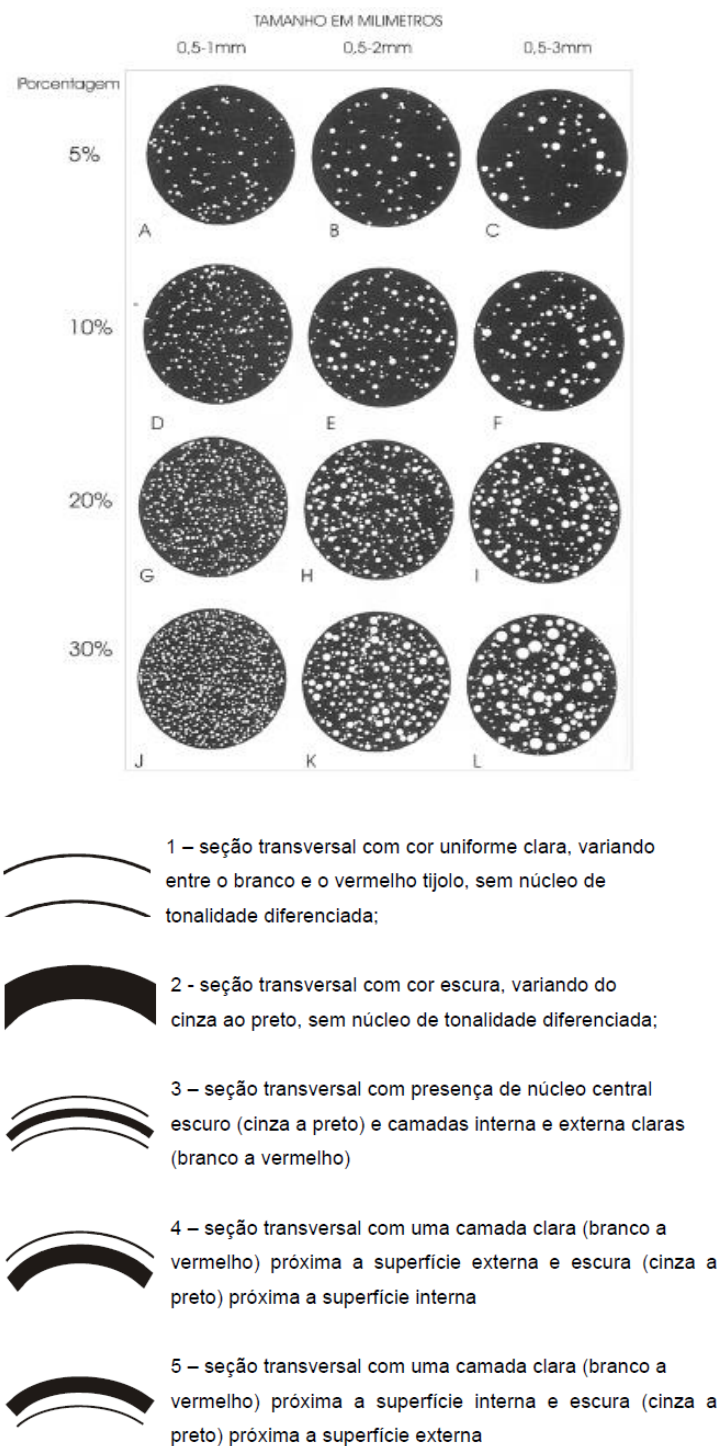 TAMANHO EM MILIMETROS
0,5-1mm 0,5-2mm 0,5-3mm
Porcentagem
5%
A B C
10%
D E F
20%
G H I
30%
J K L
1 – seção transversal com cor uniforme clara, variando
entre o branco e o vermelho tijolo, sem núcleo de
tonalidade diferenciada;
2 - seção transversal com cor escura, variando do
cinza ao preto, sem núcleo de tonalidade diferenciada;
3 – seção transversal com presença de núcleo central
escuro (cinza a preto) e camadas interna e externa claras
(branco a vermelho)
4 – seção transversal com uma camada clara (branco a
vermelho) próxima a superfície externa e escura (cinza a
preto) próxima a superfície interna
5 – seção transversal com uma camada clara (branco a
vermelho) próxima a superfície interna e escura (cinza a
preto) próxima a superfície externa